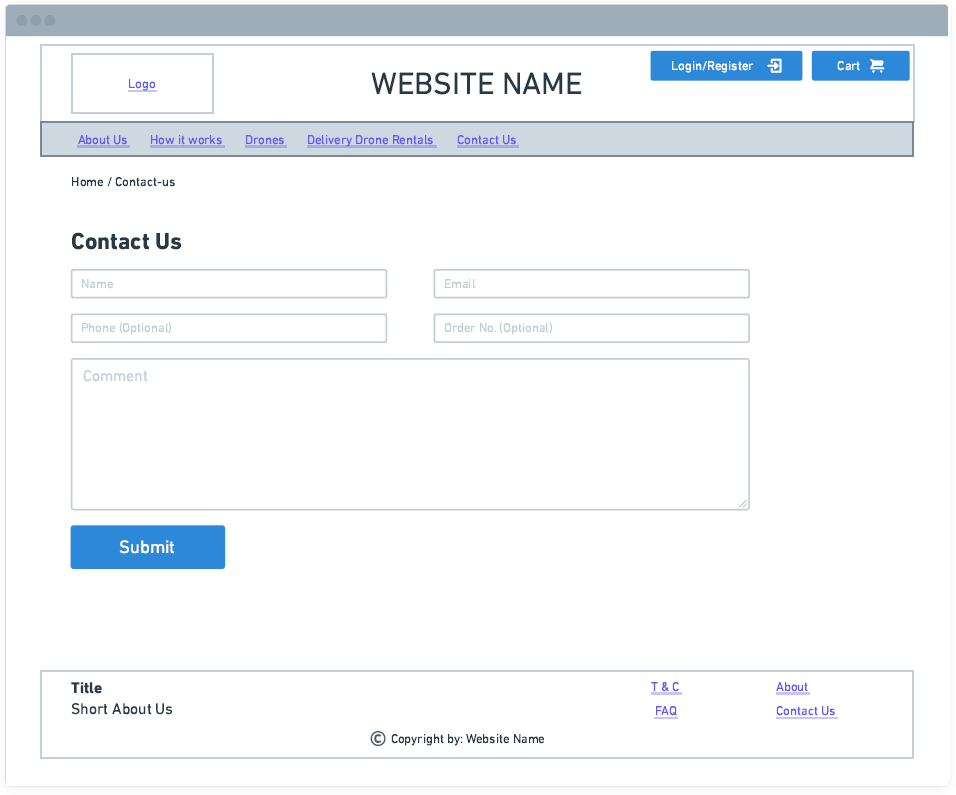 Logo
WEBSITE NAME
Login/Register
Cart
About Us How it works Drones Delivery Drone Rentals Contact Us
Home / Contact-us
Contact Us
Name Email
Phone (Optional) Order No. (Optional)
Comment
Submit
Title
Short About Us
T & C About
FAQ Contact Us
© Copyright by: Website Name